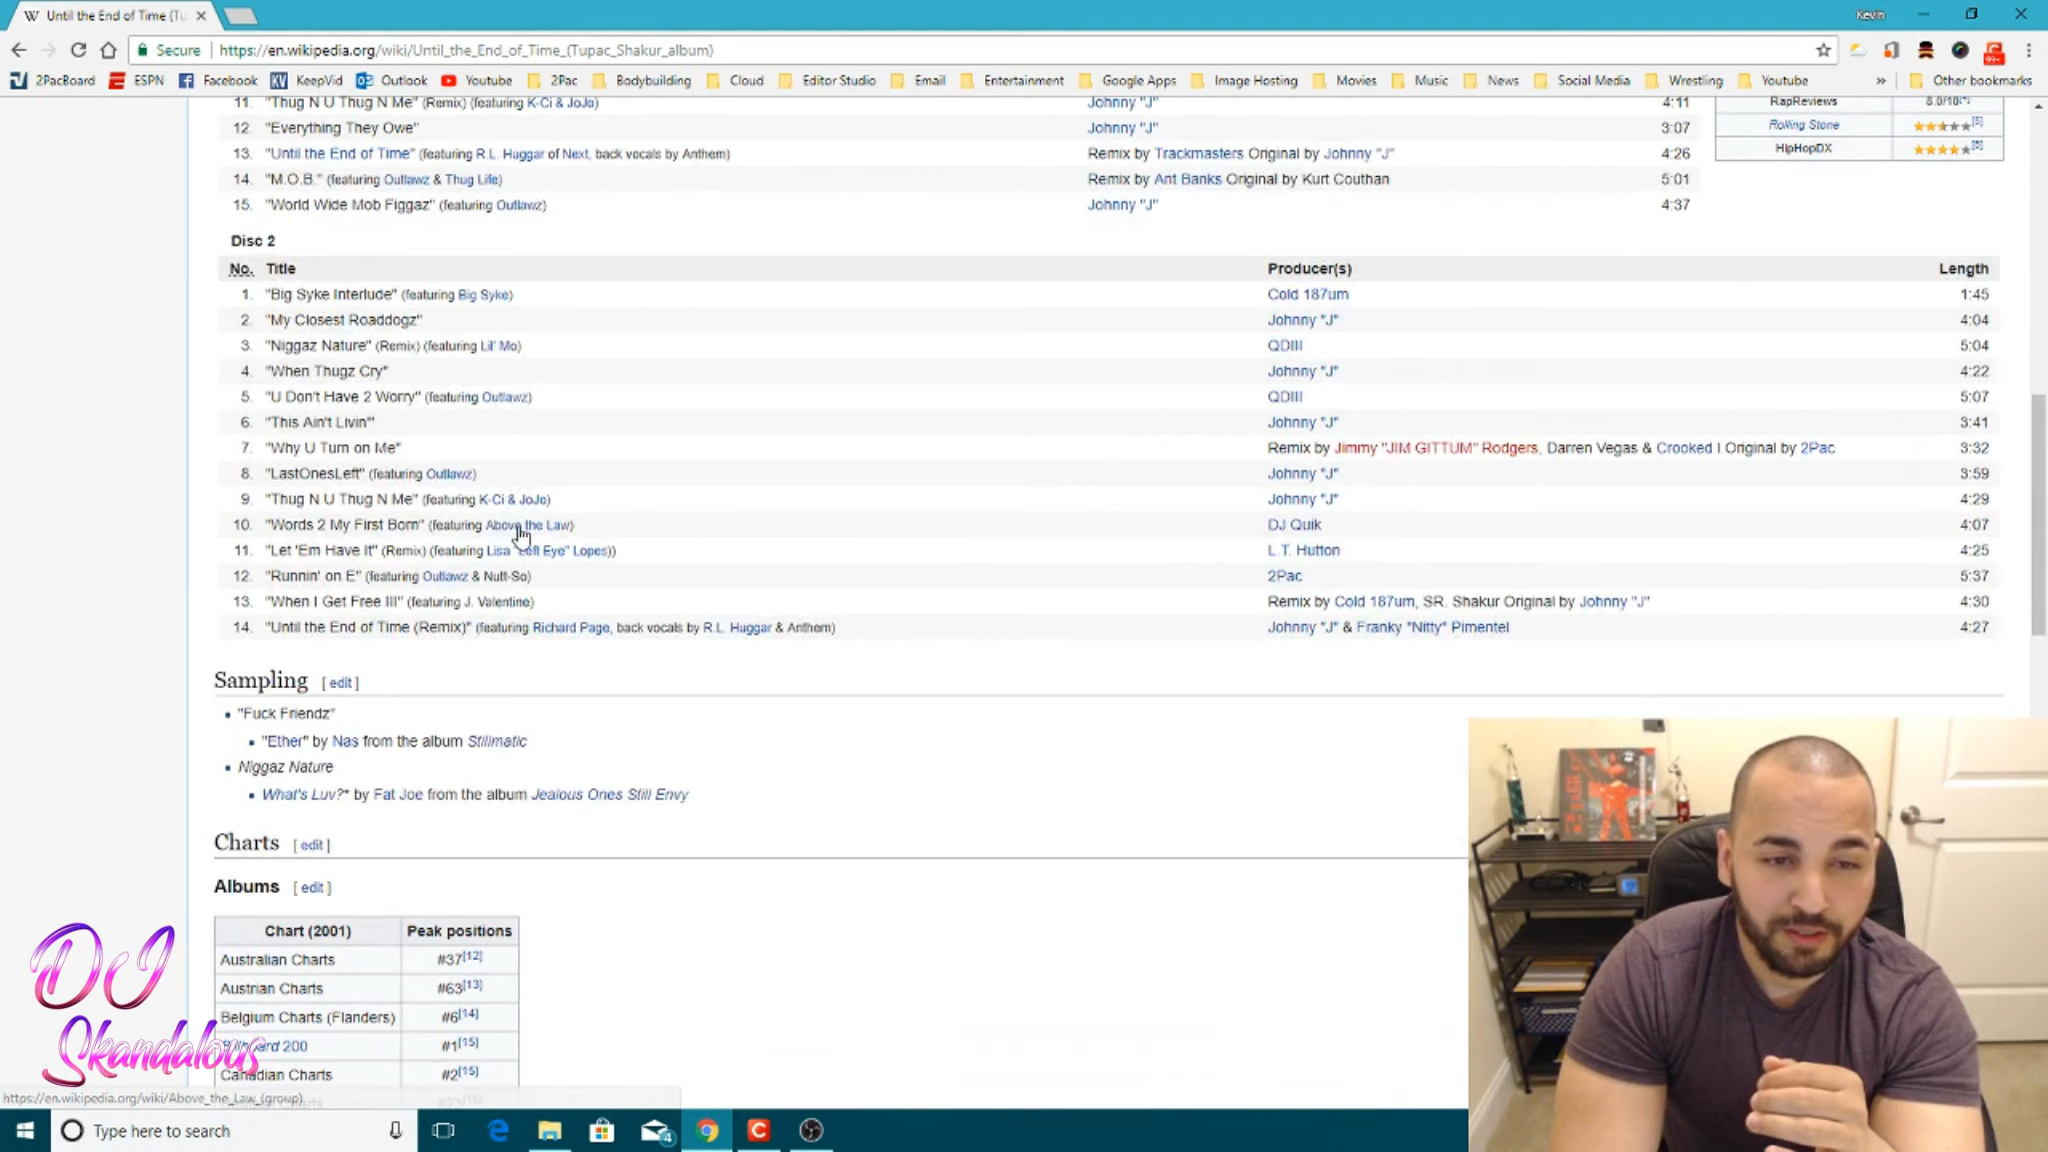 Until the End of Time (Tu
Kevin
Secure https://en.wikipedia.org/wiki/Until_the_End_of_Time_(Tupac_Shakur_album)
2PacBoard ESPN Facebook KeepVid Outlook Youtube 2Pac Bodybuilding Cloud Editor Studio Email Entertainment Google Apps Image Hosting Movies Music News Social Media Wrestling Youtube » Other bookmarks
11. "Thug N U Thug N Me" (Remix) (featuring K-Ci & JoJo) Johnny "J" 4:11
RapReviews 8.0/10
12. "Everything They Owe" Johnny "J" 3:07
Rolling Stone [5]
13. "Until the End of Time" (featuring R.L. Huggar of Next, back vocals by Anthem) Remix by Trackmasters Original by Johnny "J" 4:26
HipHopDX
14. "M.O.B." (featuring Outlawz & Thug Life) Remix by Ant Banks Original by Kurt Couthan 5:01
15. "World Wide Mob Figgaz" (featuring Outlawz) Johnny "J" 4:37
Disc 2
No. Title Producer(s) Length
1. "Big Syke Interlude" (featuring Big Syke) Cold 187um 1:45
2. "My Closest Roaddogz" Johnny "J" 4:04
3. "Niggaz Nature" (Remix) (featuring Lil' Mo) QDIII 5:04
4. "When Thugz Cry" Johnny "J" 4:22
5. "U Don't Have 2 Worry" (featuring Outlawz) QDIII 5:07
6. "This Ain't Livin'" Johnny "J" 3:41
7. "Why U Turn on Me" Remix by Jimmy "JIM GITTUM" Rodgers, Darren Vegas & Crooked I Original by 2Pac 3:32
8. "LastOnesLeft" (featuring Outlawz) Johnny "J" 3:59
9. "Thug N U Thug N Me" (featuring K-Ci & JoJo) Johnny "J" 4:29
10. "Words 2 My First Born" (featuring Above the Law) DJ Quik 4:07
11. "Let 'Em Have It" (Remix) (featuring Lisa "Left Eye" Lopes)) L.T. Hutton 4:25
12. "Runnin' on E" (featuring Outlawz & Nutt-So) 2Pac 5:37
13. "When I Get Free III" (featuring J. Valentine) Remix by Cold 187um, SR. Shakur Original by Johnny "J" 4:30
14. "Until the End of Time (Remix)" (featuring Richard Page, back vocals by R.L. Huggar & Anthem) Johnny "J" & Franky "Nitty" Pimentel 4:27
Sampling [ edit ]
"Fuck Friendz"
"Ether" by Nas from the album Stillmatic
Niggaz Nature
What's Luv?* by Fat Joe from the album Jealous Ones Still Envy
Charts [ edit ]
Albums [ edit ]
Chart (2001) Peak positions
Australian Charts #37[12]
Austrian Charts #63[13]
Belgium Charts (Flanders) #6[14]
200 #1[15]
Canadian Charts #2[15]
DJ
Skandalous
https://en.wikipedia.org/wiki/Above_the_Law_(group)
Type here to search
4